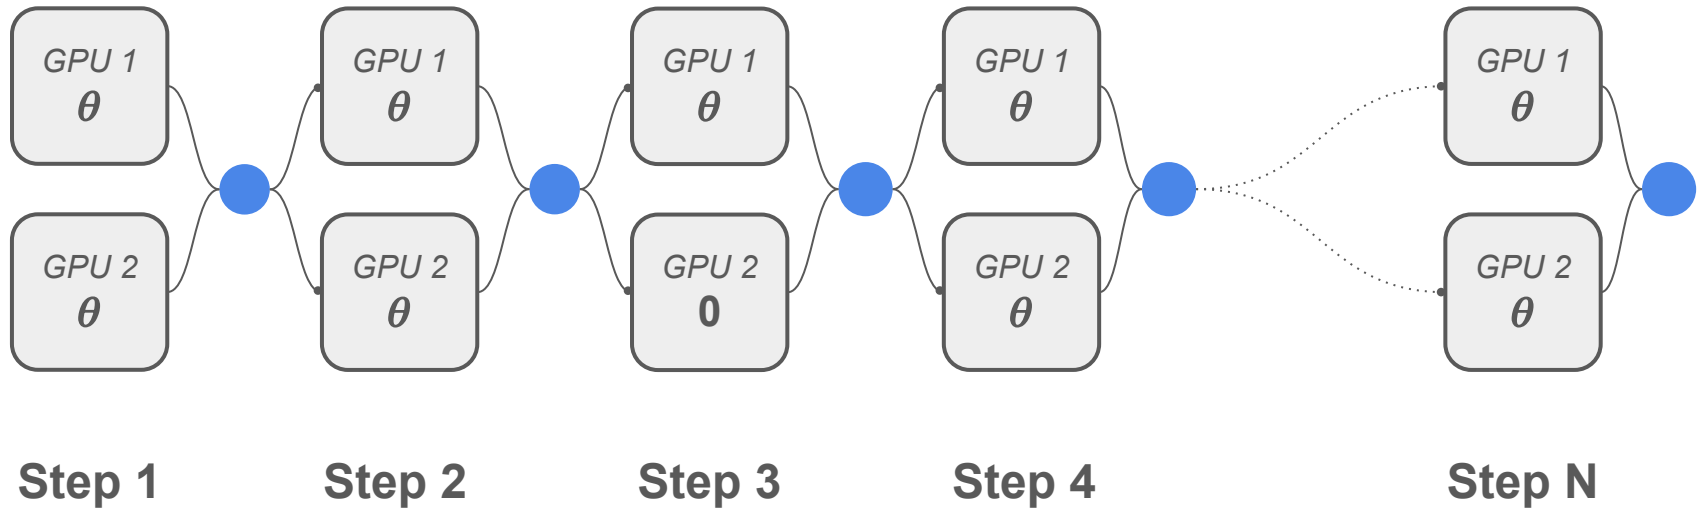 GPU 1
θ
GPU 1
θ
GPU 1
θ
GPU 1
θ
GPU 1
θ
GPU 2
θ
GPU 2
θ
GPU 2
0
GPU 2
θ
GPU 2
θ
Step 1
Step 2
Step 3
Step 4
Step N